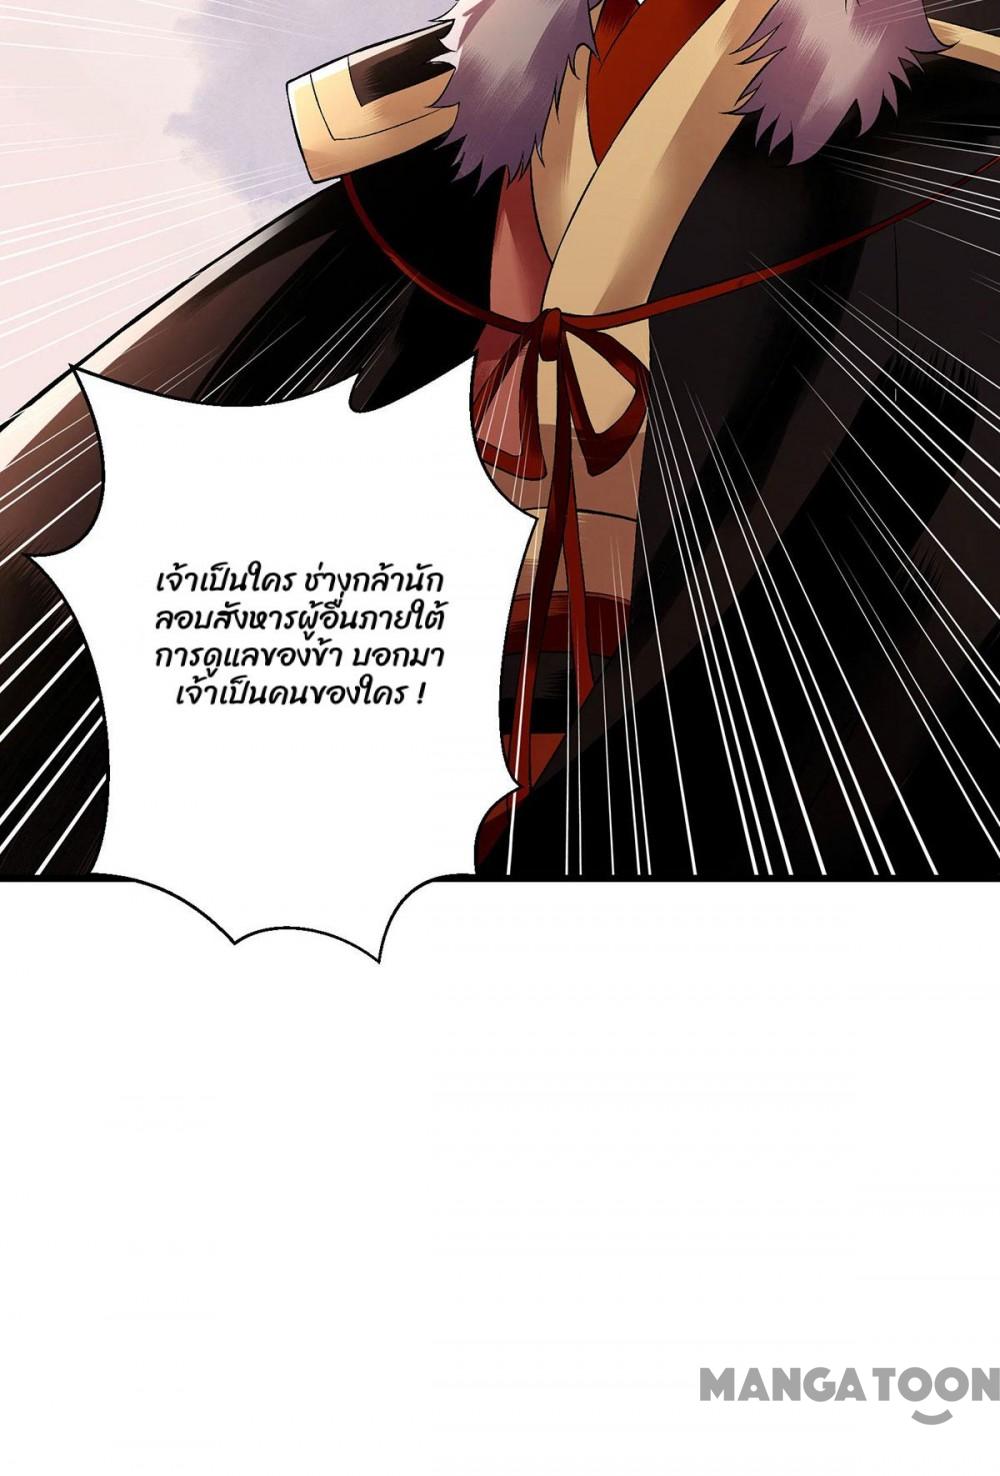 เจ้าเป็นใคร ช่างกล้านัก
ลอบสังหารผู้อื่นภายใต้
การดูแลของข้า บอกมา
เจ้าเป็นคนของใคร !
MANGATOON